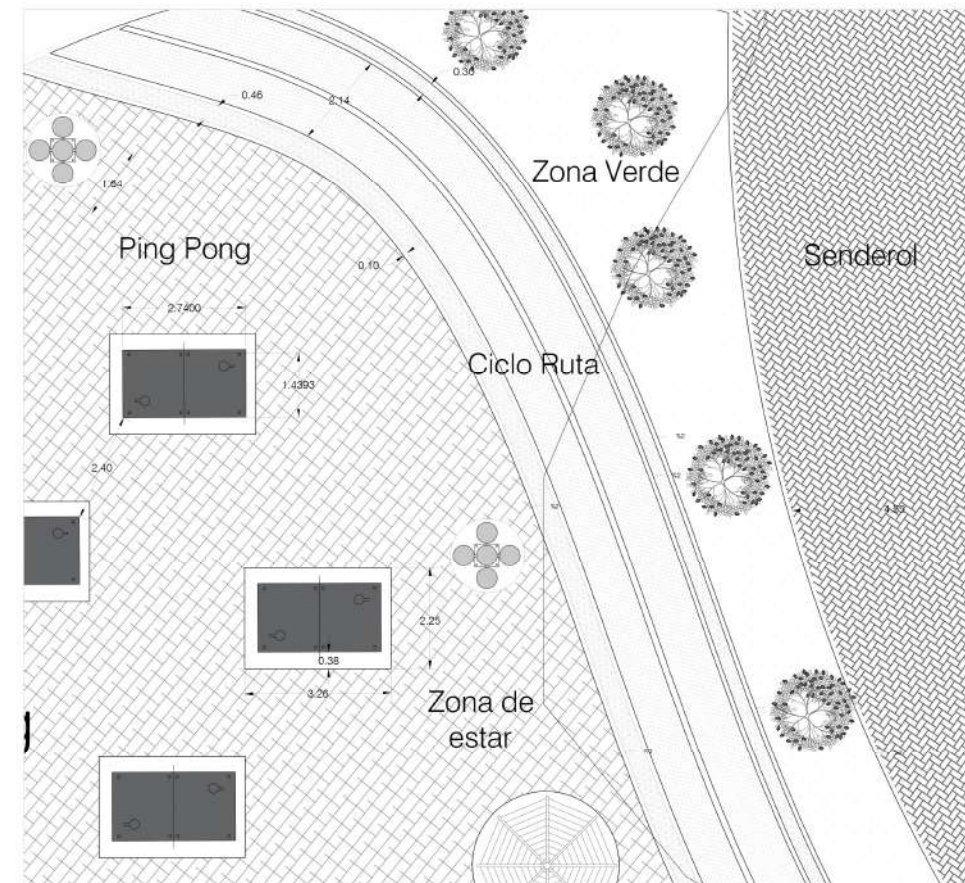 0.30
0.46
2.14
Zona Verde
1.64
Ping Pong
Senderol
0.10
2.7400
Ciclo Ruta
1.4393
2.40
2.25
0.38
3.26
Zona de
estar
g